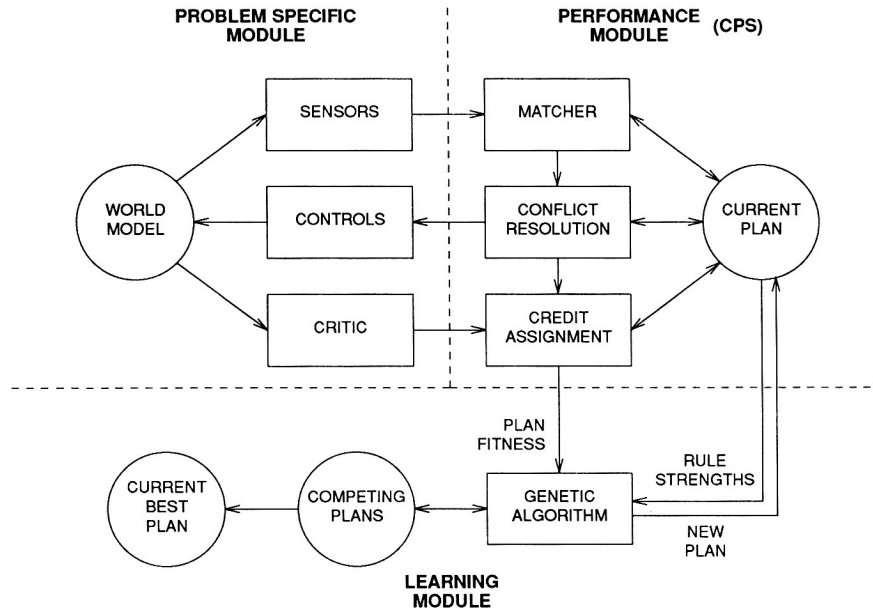 PROBLEM SPECIFIC
MODULE
PERFORMANCE
MODULE (CPS)
SENSORS
MATCHER
WORLD
MODEL
CONTROLS
CONFLICT
RESOLUTION
CURRENT
PLAN
CRITIC
CREDIT
ASSIGNMENT
PLAN
FITNESS
RULE
STRENGTHS
CURRENT
BEST
PLAN
COMPETING
PLANS
GENETIC
ALGORITHM
NEW
PLAN
LEARNING
MODULE